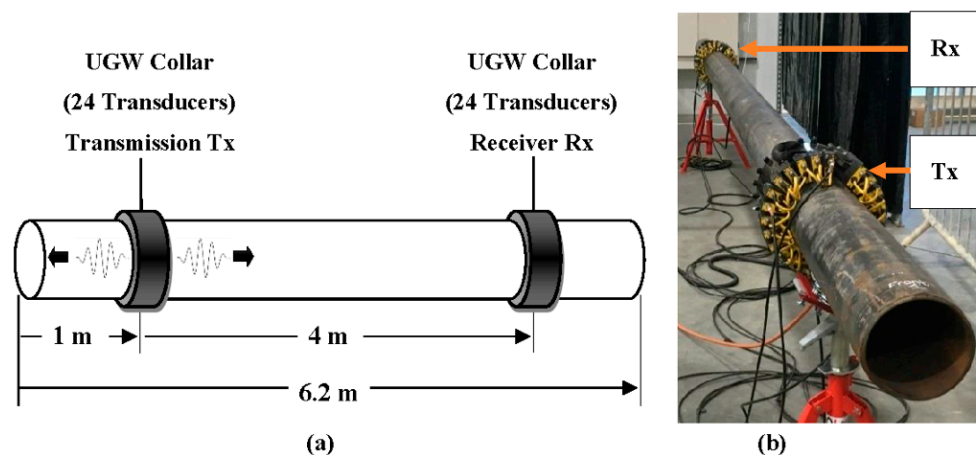 UGW Collar
(24 Transducers)
Transmission Tx
UGW Collar
(24 Transducers)
Receiver Rx
1 m
4 m
6.2 m
(a)
Rx
Tx
(b)